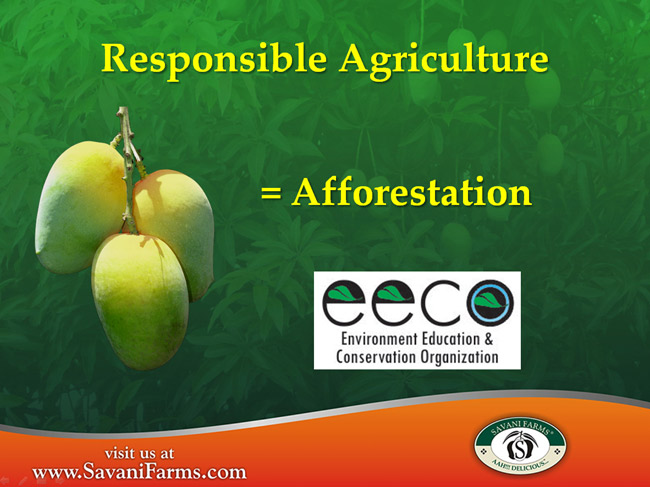 Responsible Agriculture
= Afforestation
eeco
Environment Education &
Conservation Organization
SAVANI FARMS®
S
AAH!!! DELICIOUS...
visit us at
www.SavaniFarms.com